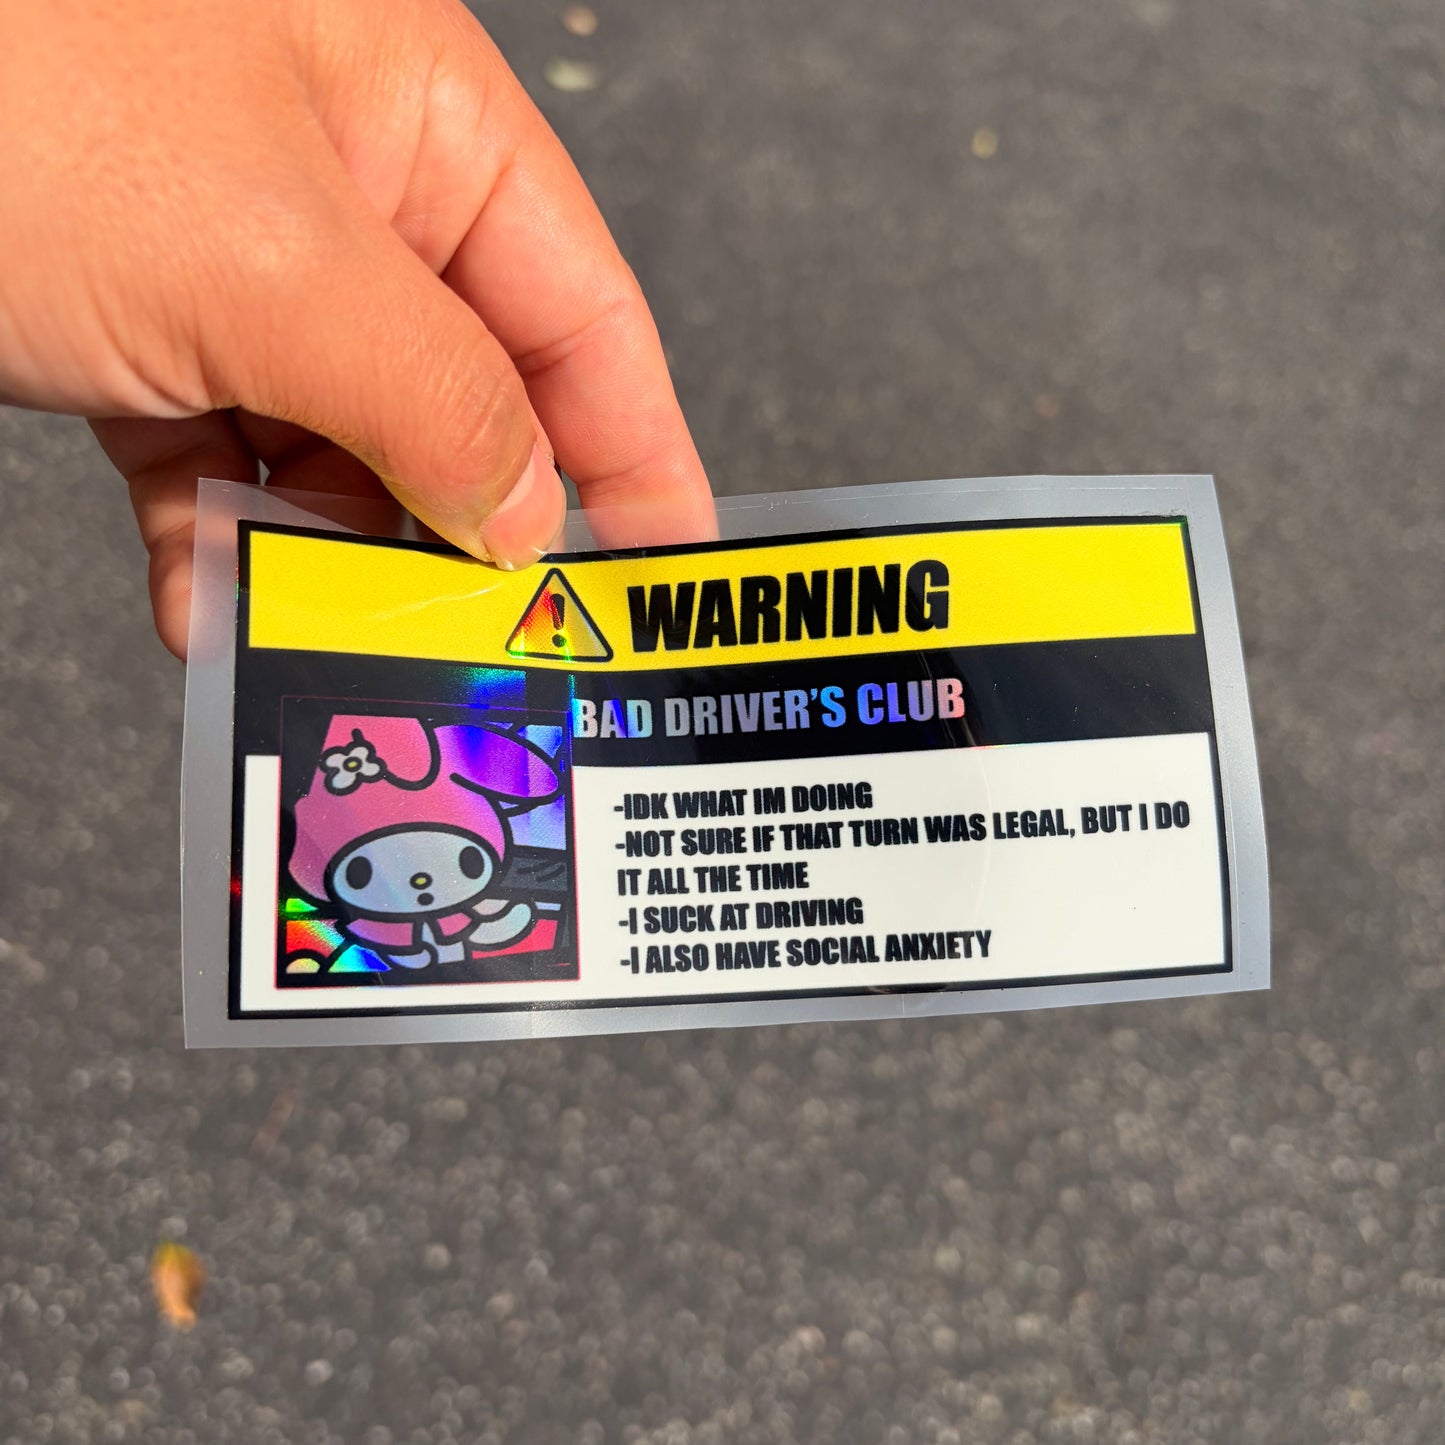 ! WARNING
BAD DRIVER'S CLUB
-IDK WHAT IM DOING
-NOT SURE IF THAT TURN WAS LEGAL, BUT I DO
IT ALL THE TIME
-I SUCK AT DRIVING
-I ALSO HAVE SOCIAL ANXIETY